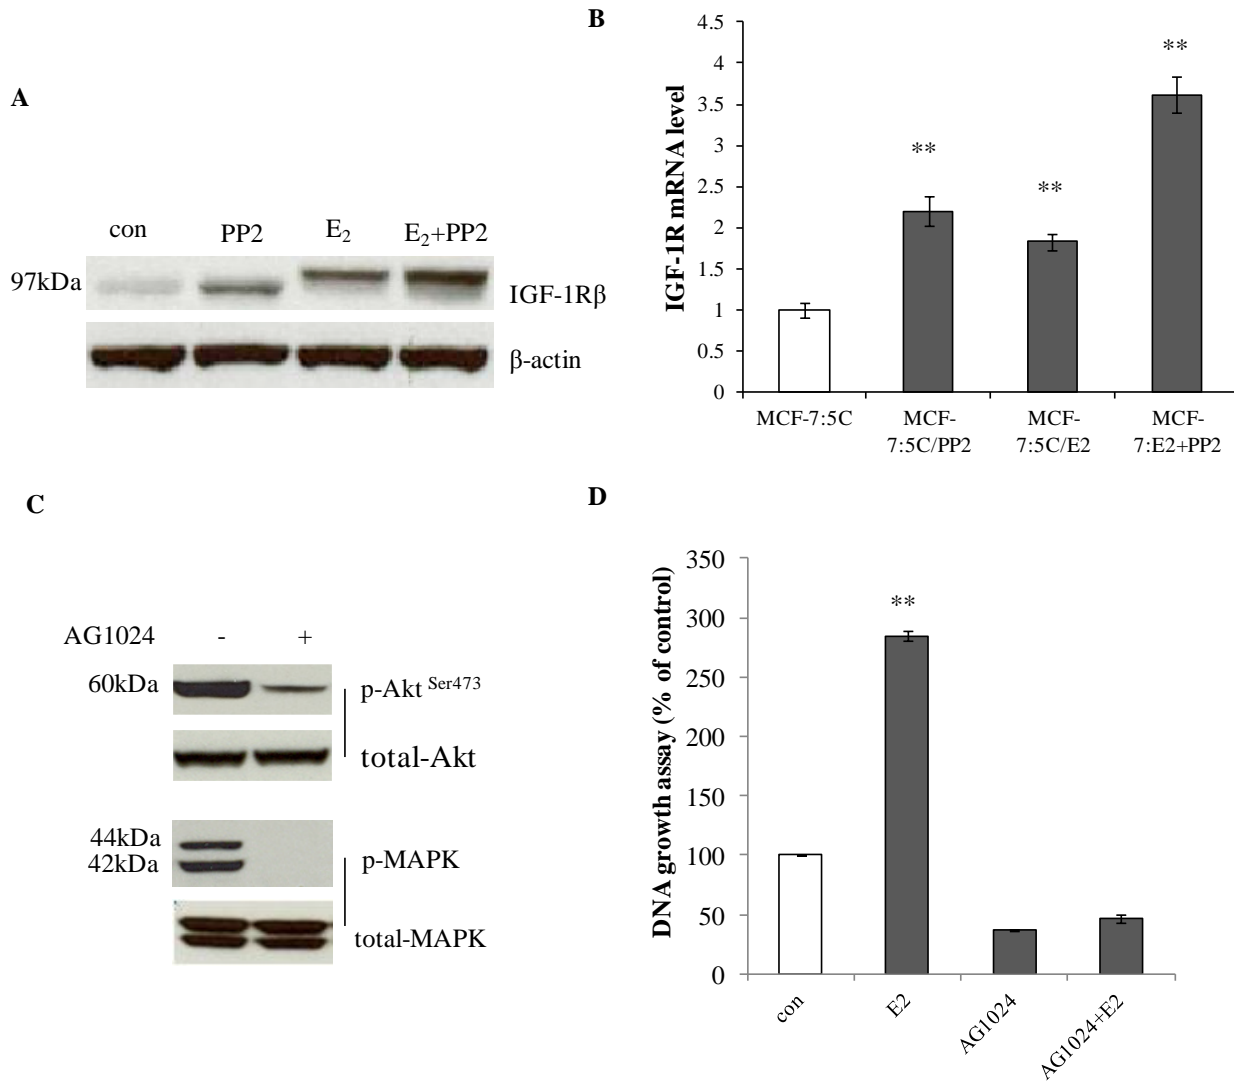 A
con PP2 E2 E2+PP2
97kDa
IGF-1Rβ
β-actin
B
IGF-1R mRNA level
4.5
4
3.5
3
2.5
2
1.5
1
0.5
0
**
**
**
MCF-7:5C
MCF-
7:5C/PP2
MCF-
7:5C/E2
MCF-
7:E2+PP2
C
AG1024 - +
60kDa
p-Akt Ser473
total-Akt
44kDa
42kDa
p-MAPK
total-MAPK
D
DNA growth assay (% of control)
350
300
250
200
150
100
50
0
**
con
E2
AG1024
AG1024+E2